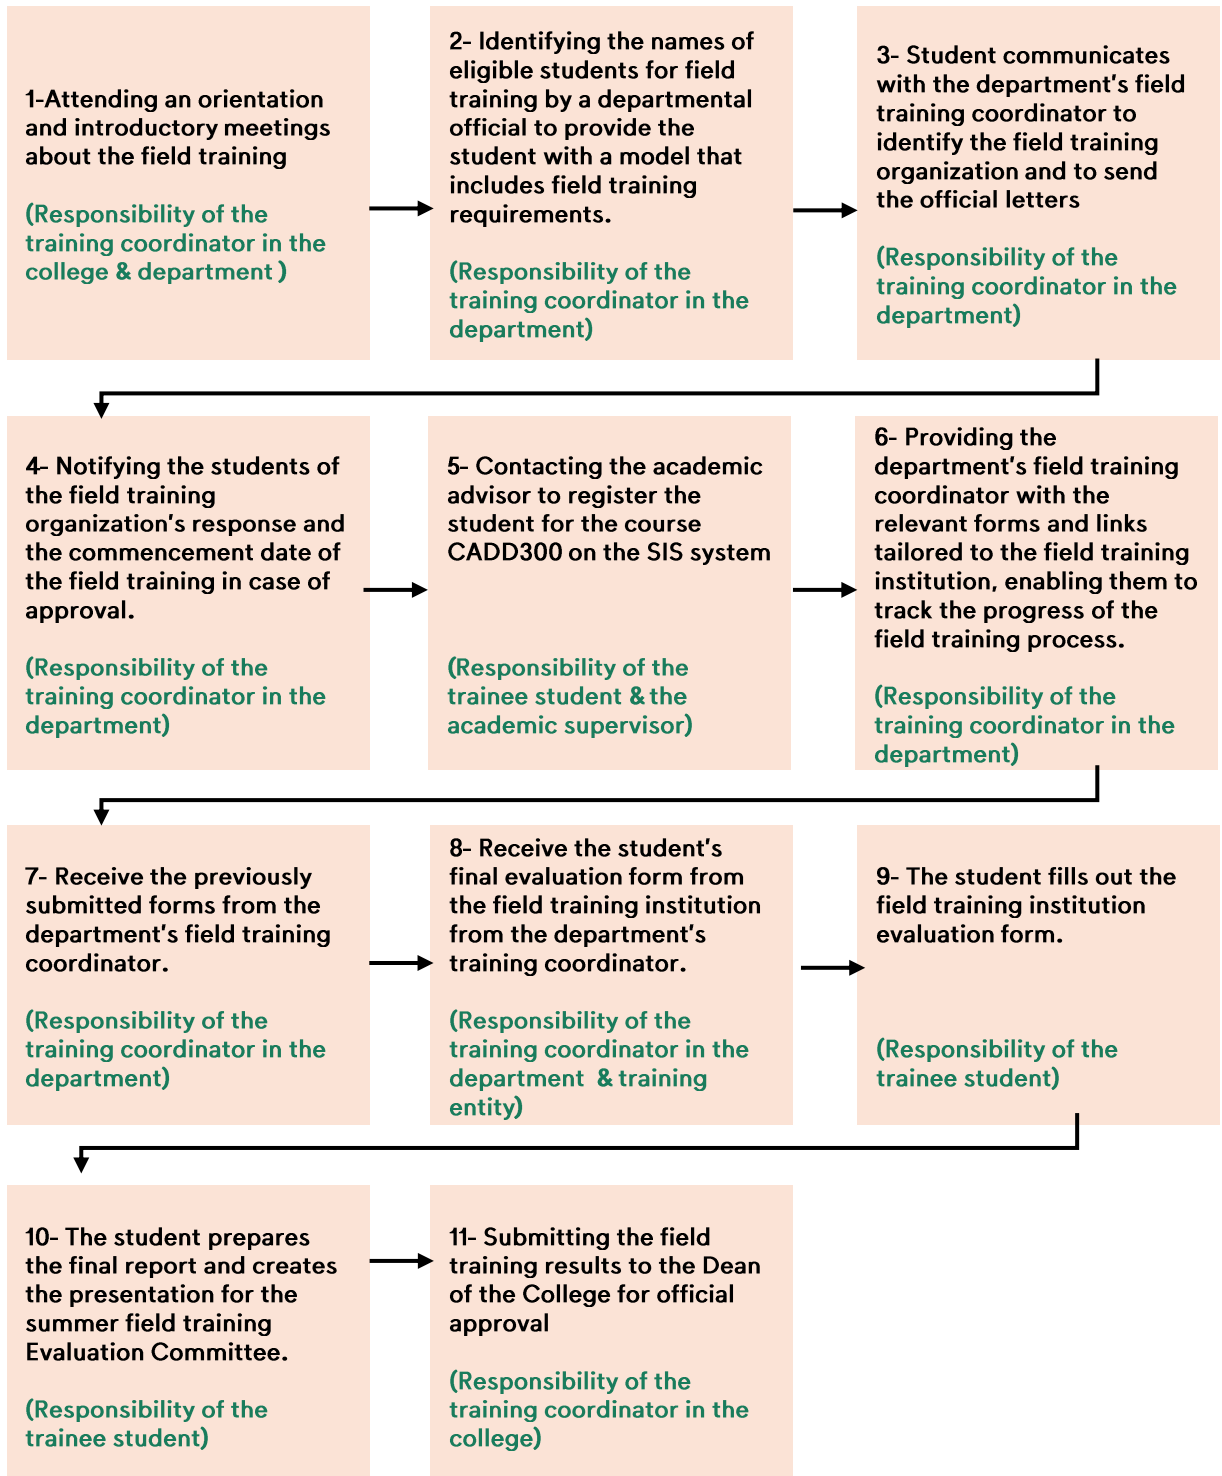 1-Attending an orientation
and introductory meetings
about the field training
(Responsibility of the
training coordinator in the
college & department )
2- Identifying the names of
eligible students for field
training by a departmental
official to provide the
student with a model that
includes field training
requirements.
(Responsibility of the
training coordinator in the
department)
3- Student communicates
with the department's field
training coordinator to
identify the field training
organization and to send
the official letters
(Responsibility of the
training coordinator in the
department)
4- Notifying the students of
the field training
organization's response and
the commencement date of
the field training in case of
approval.
(Responsibility of the
training coordinator in the
department)
5- Contacting the academic
advisor to register the
student for the course
CADD300 on the SIS system
(Responsibility of the
trainee student & the
academic supervisor)
6- Providing the
department's field training
coordinator with the
relevant forms and links
tailored to the field training
institution, enabling them to
track the progress of the
field training process.
(Responsibility of the
training coordinator in the
department)
7- Receive the previously
submitted forms from the
department's field training
coordinator.
(Responsibility of the
training coordinator in the
department)
8- Receive the student's
final evaluation form from
the field training institution
from the department's
training coordinator.
(Responsibility of the
training coordinator in the
department & training
entity)
9- The student fills out the
field training institution
evaluation form.
(Responsibility of the
trainee student)
10- The student prepares
the final report and creates
the presentation for the
summer field training
Evaluation Committee.
(Responsibility of the
trainee student)
11- Submitting the field
training results to the Dean
of the College for official
approval
(Responsibility of the
training coordinator in the
college)